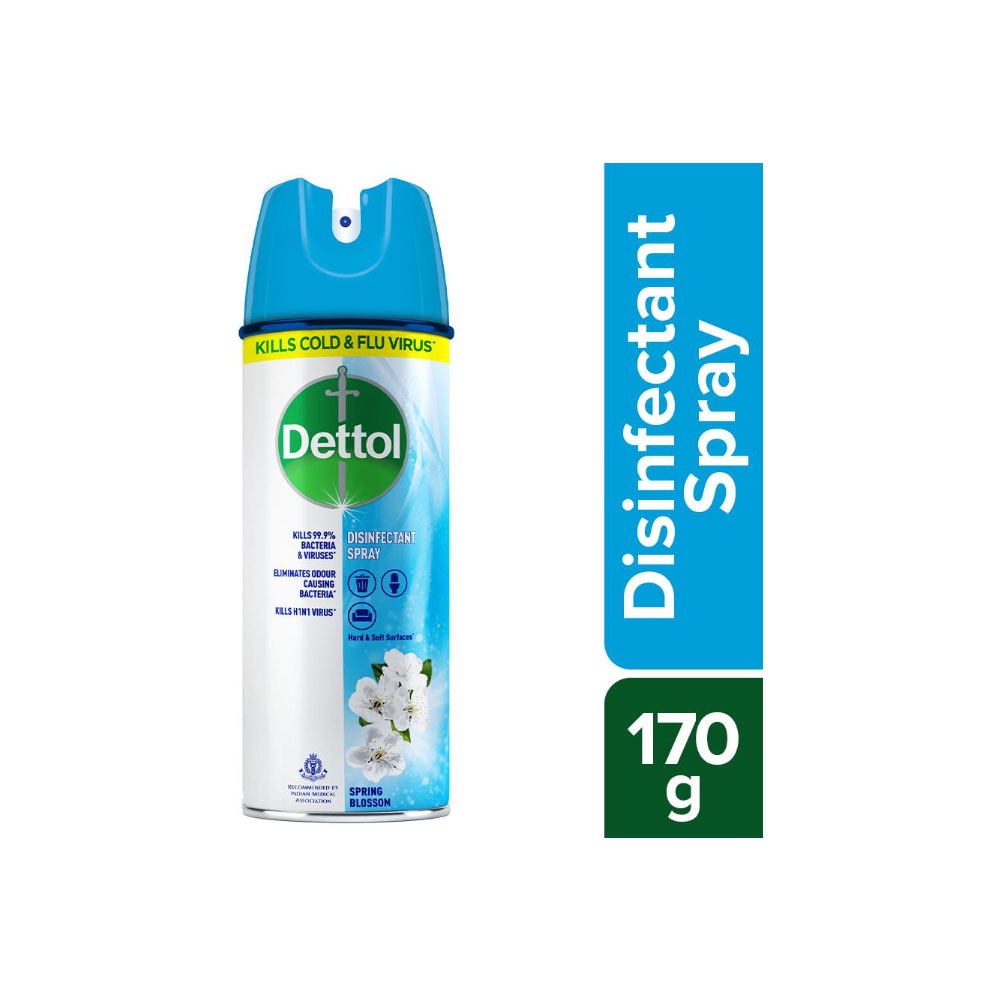 KILLS COLD & FLU VIRUS*
Dettol
KILLS 99.9%
BACTERIA
& VIRUSES*
ELIMINATES ODOUR
CAUSING
BACTERIA*
KILLS H1N1 VIRUS*
DISINFECTANT
SPRAY
Hard & Soft Surfaces*
RECOMMENDED BY
INDIAN MEDICAL
ASSOCIATION
SPRING
BLOSSOM
Disinfectant
Spray
170
g